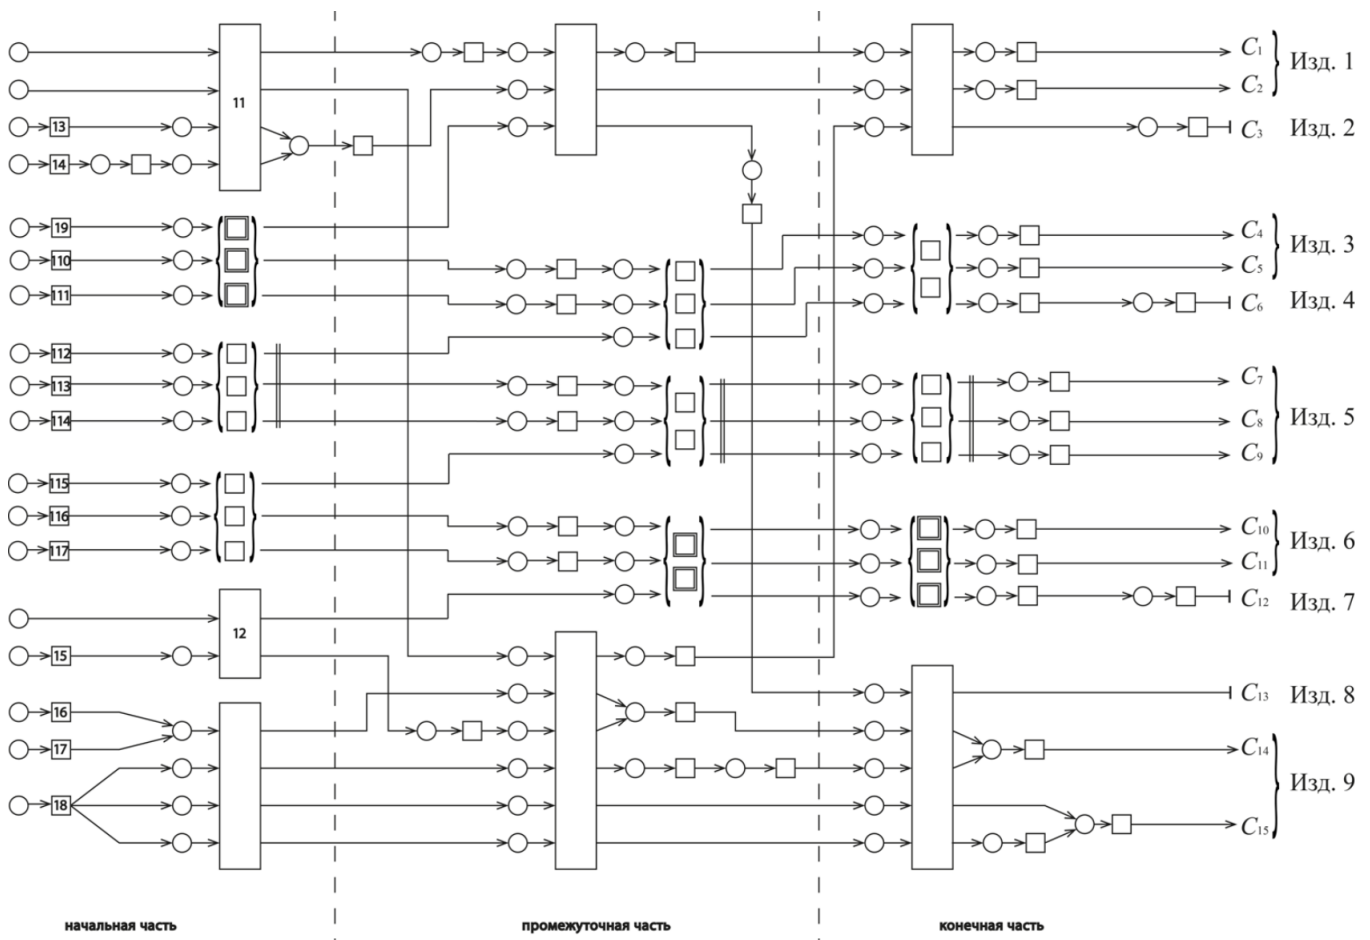 C1 Изд. 1
C2
11
13
C3 Изд. 2
14
19
C4
Изд. 3
110
C5
111
C6 Изд. 4
112
C7
113
114
C8 Изд. 5
C9
115
116
C10
Изд. 6
117
C11
C12 Изд. 7
12
15
C13 Изд. 8
16
17
C14
Изд. 9
18
C15
начальная часть
промежуточная часть
конечная часть